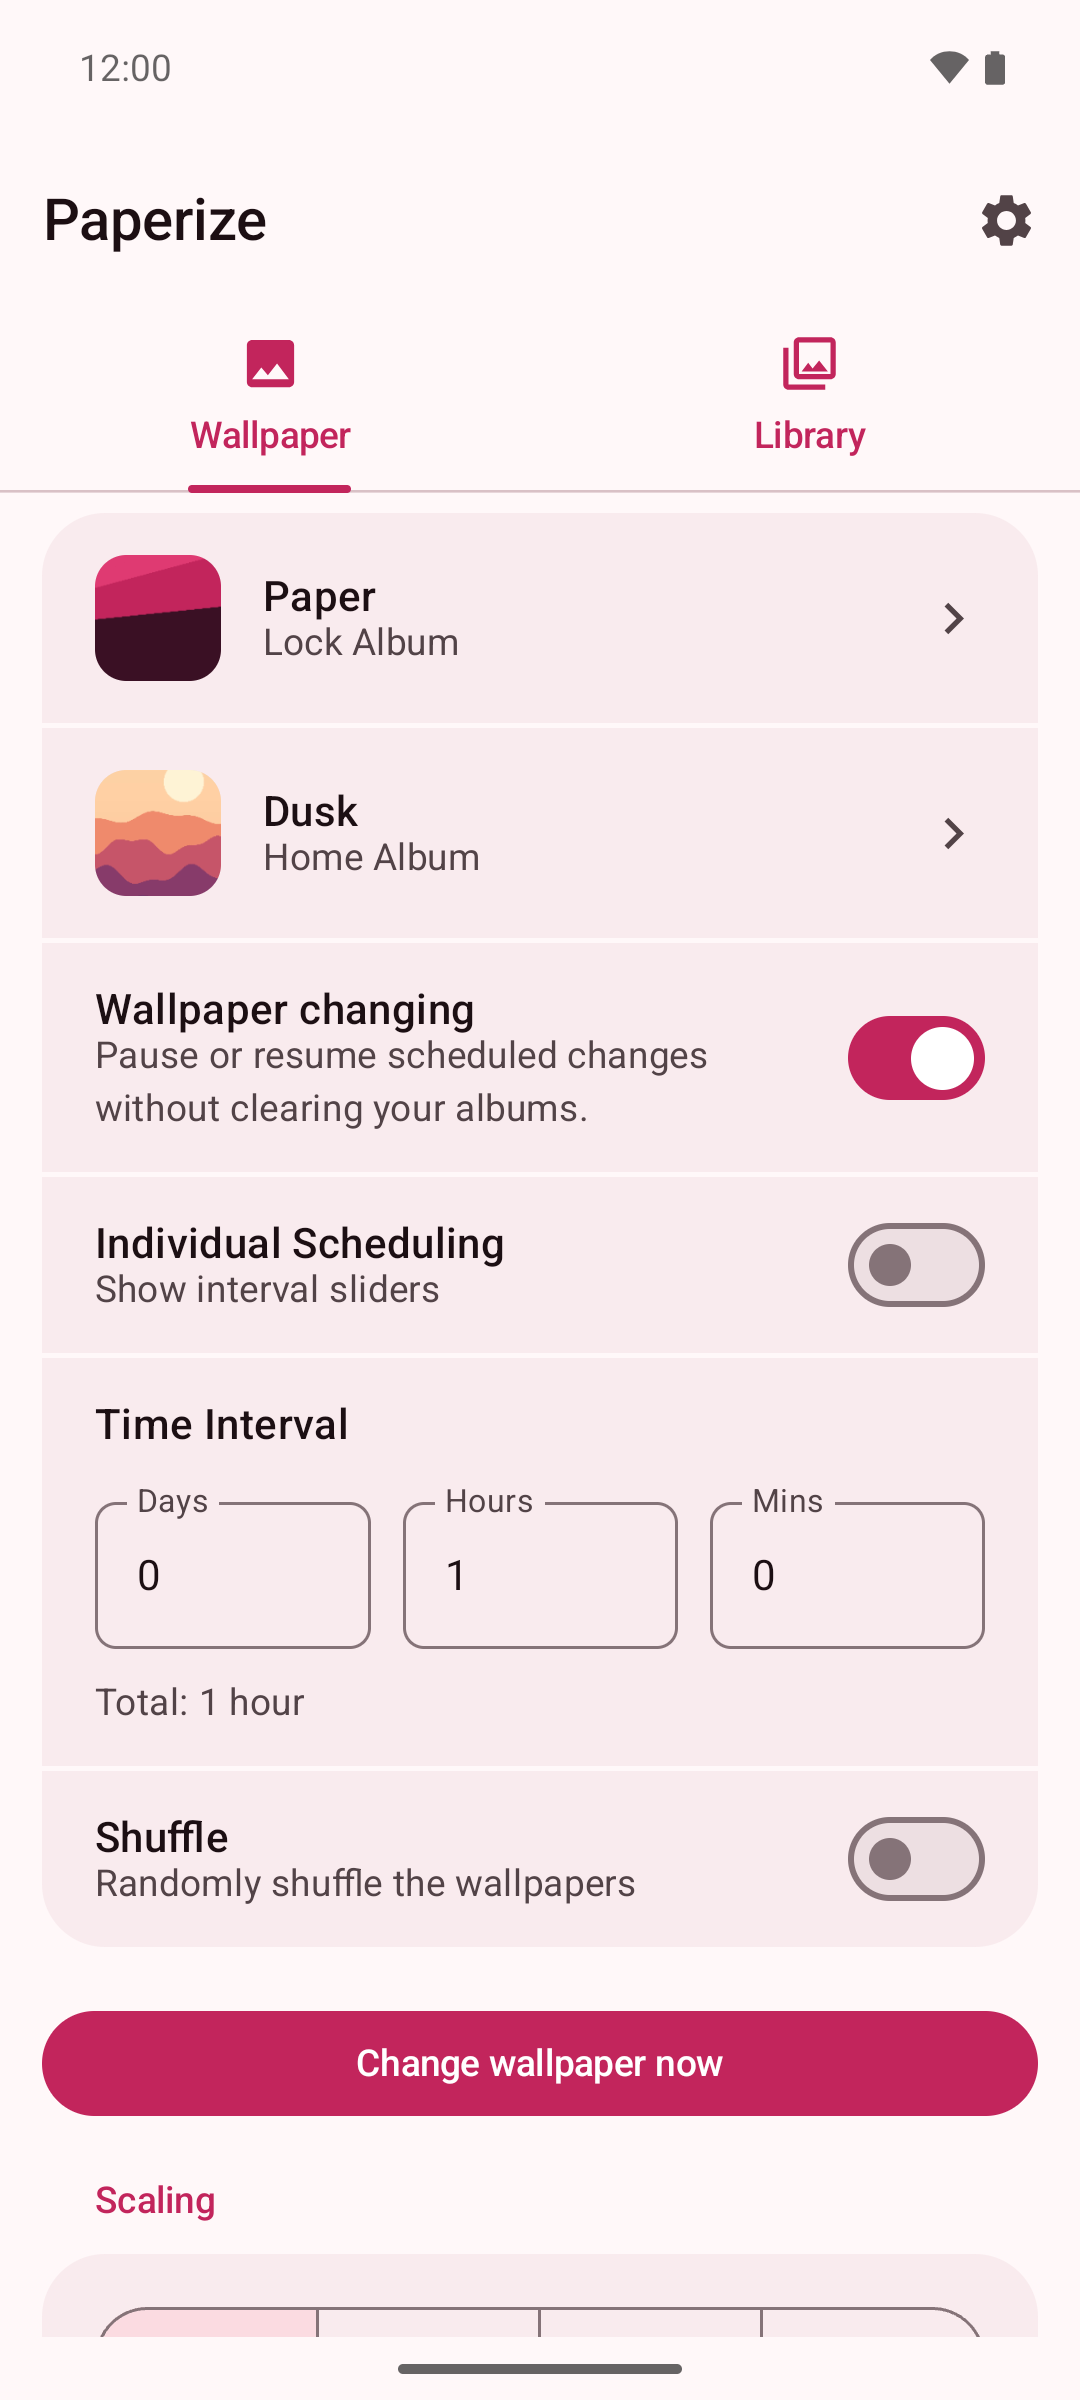 12:00
Paperize
Wallpaper
Library
Paper
Lock Album
Dusk
Home Album
Wallpaper changing
Pause or resume scheduled changes
without clearing your albums.
Individual Scheduling
Show interval sliders
Time Interval
Days
Hours
Mins
0
1
0
Total: 1 hour
Shuffle
Randomly shuffle the wallpapers
Change wallpaper now
Scaling